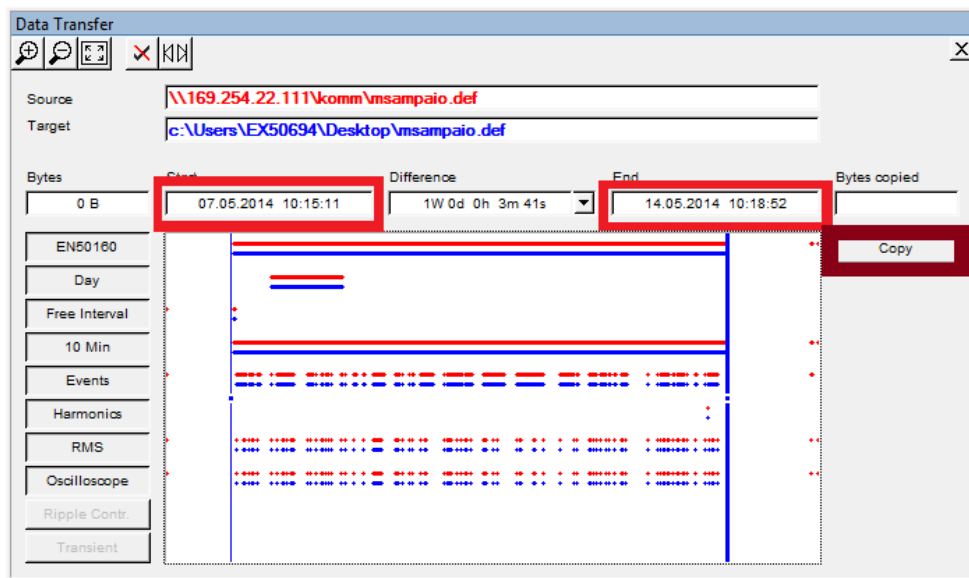 Data Transfer
Source
\\169.254.22.111\komm\msampaio.def
Target
c:\Users\EX50694\Desktop\msampaio.def
Bytes Start Difference End Bytes copied
0 B 07.05.2014 10:15:11 1W 0d 0h 3m 41s 14.05.2014 10:18:52
EN50160
Copy
Day
Free Interval
10 Min
Events
Harmonics
RMS
Oscilloscope
Ripple Contr.
Transient